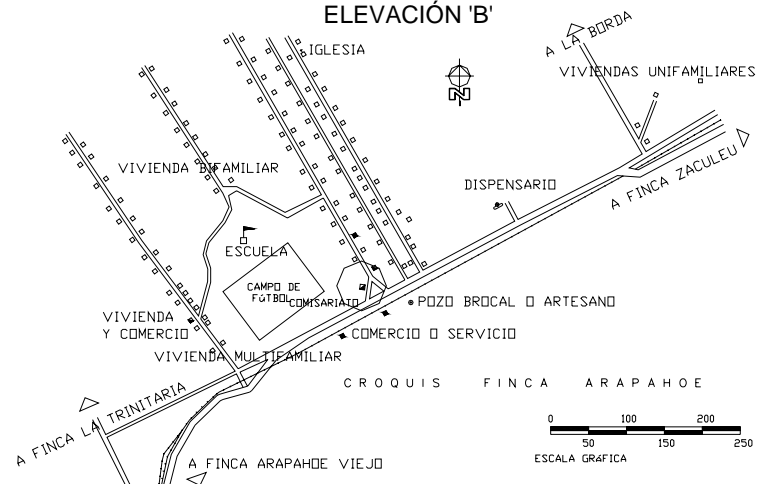 ELEVACIÓN 'B'
A LA BORDA
IGLESIA
VIVIENDAS UNIFAMILIARES
N
VIVIENDA BIFAMILIAR
DISPENSARIO
A FINCA ZACULEU
ESCUELA
CAMPO DE
FÚTBOL
COMISARIATO
POZO BROCAL O ARTESANO
VIVIENDA
Y COMERCIO
COMERCIO O SERVICIO
VIVIENDA MULTIFAMILIAR
CROQUIS FINCA ARAPAHOE
A FINCA LA TRINITARIA
0 100 200
50 150 250
ESCALA GRÁFICA
A FINCA ARAPAHOE VIEJO